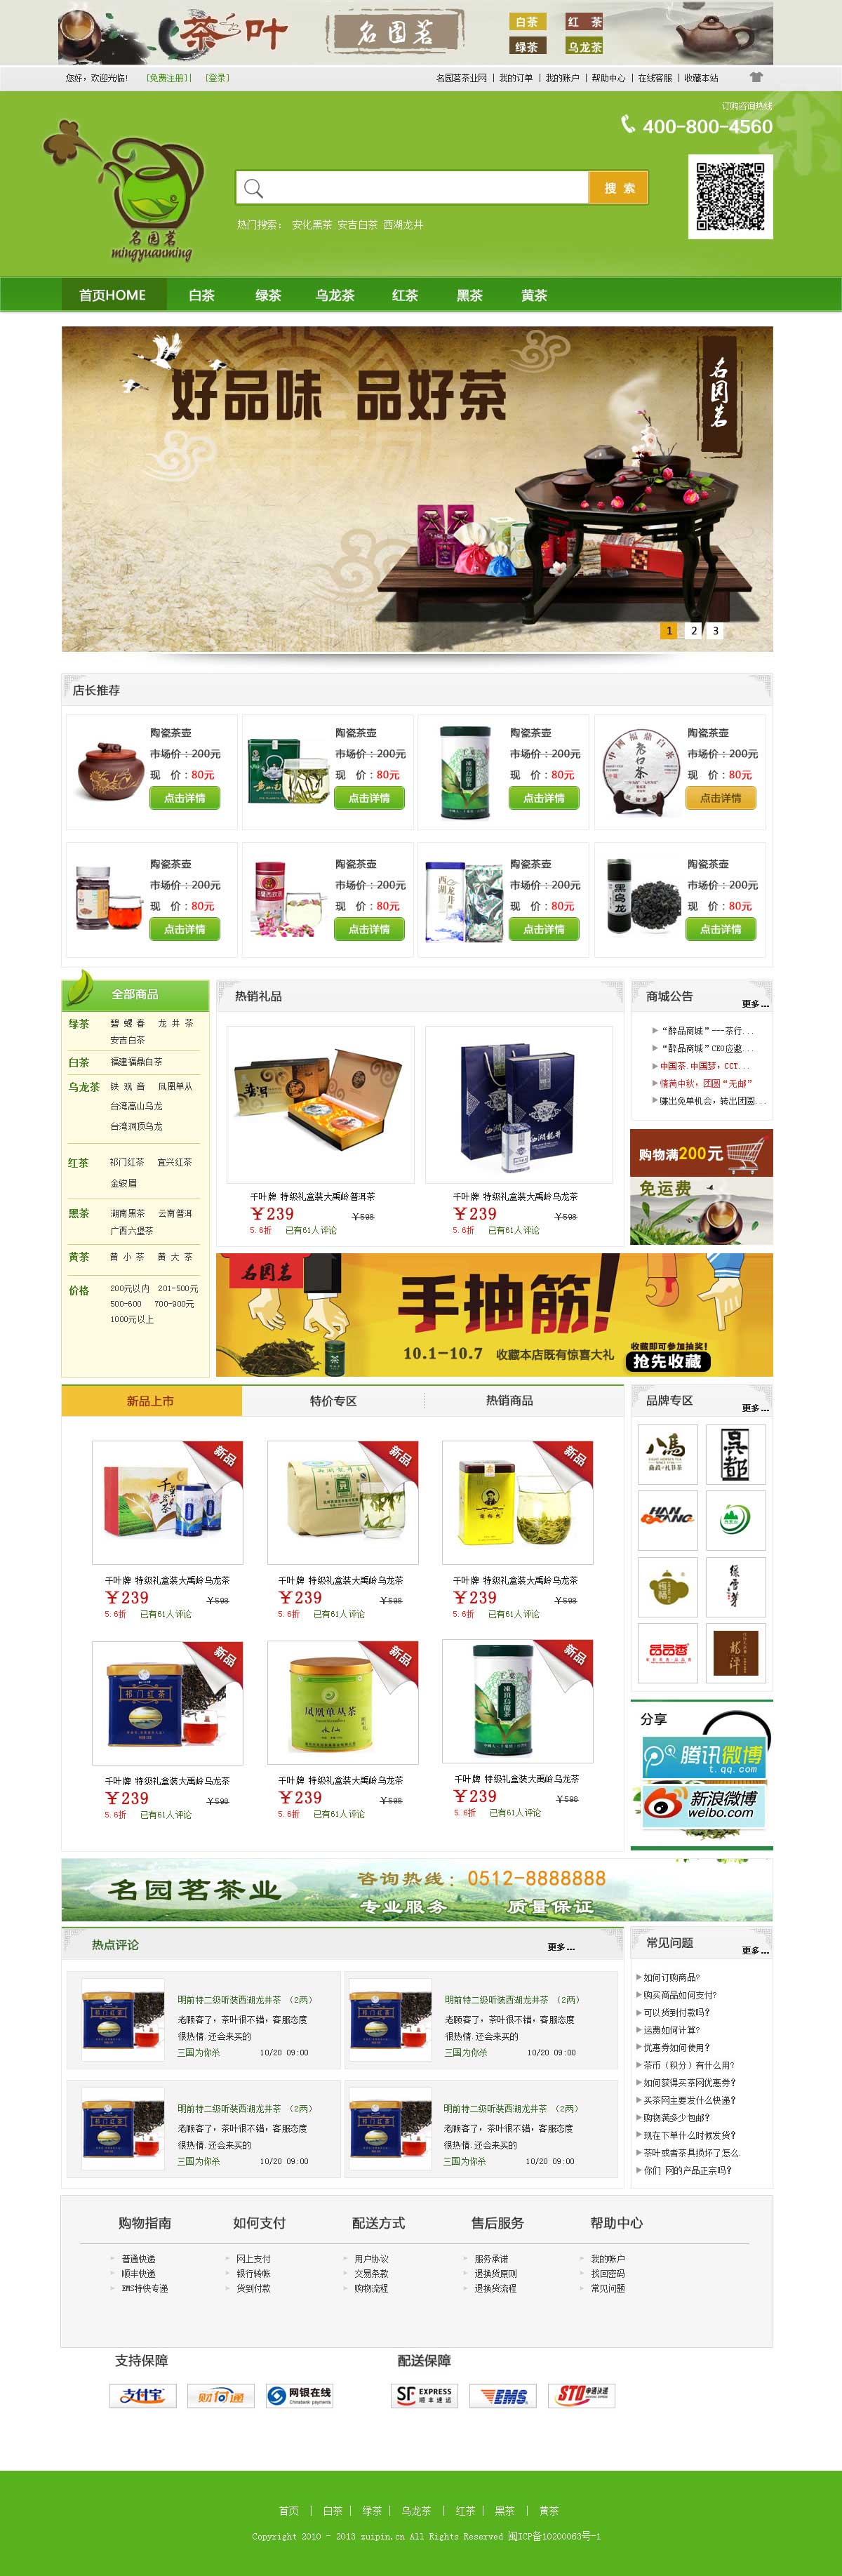 茶叶
名园茗
白茶 红茶
绿茶 乌龙茶
您好，欢迎光临! [免费注册]| [登录]
名园茗茶业网 | 我的订单 | 我的账户 | 帮助中心 | 在线客服 | 收藏本站
订购咨询热线
400-800-4560
名园茗
mingyuanming
搜索
热门搜索： 安化黑茶 安吉白茶 西湖龙井
首页HOME 白茶 绿茶 乌龙茶 红茶 黑茶 黄茶
好品味 品好茶
名园茗
1 2 3
店长推荐
陶瓷茶壶 陶瓷茶壶 陶瓷茶壶 陶瓷茶壶
市场价：200元 市场价：200元 市场价：200元 市场价：200元
现 价：80元 现 价：80元 现 价：80元 现 价：80元
点击详情 点击详情 点击详情 点击详情
陶瓷茶壶 陶瓷茶壶 陶瓷茶壶 陶瓷茶壶
市场价：200元 市场价：200元 市场价：200元 市场价：200元
现 价：80元 现 价：80元 现 价：80元 现 价：80元
点击详情 点击详情 点击详情 点击详情
全部商品
绿茶 碧螺春 龙井茶
安吉白茶
白茶 福建福鼎白茶
乌龙茶 铁观音 凤凰单从
台湾高山乌龙
台湾洞顶乌龙
红茶 祁门红茶 宜兴红茶
金骏眉
黑茶 湖南黑茶 云南普洱
广西六堡茶
黄茶 黄小茶 黄大茶
价格 200元以内 201-500元
500-600 700-900元
1000元以上
热销礼品
千叶牌 特级礼盒装大禹岭普洱茶 千叶牌 特级礼盒装大禹岭乌龙茶
￥239 ￥598 ￥239 ￥598
5.6折 已有61人评论 5.6折 已有61人评论
商城公告
更多...
“醉品商城”---茶行...
“醉品商城”CEO应邀...
中国茶.中国梦，CCT...
情满中秋，团圆“无邮”
赚出免单机会，转出团圆...
购物满200元
免运费
名园茗
手抽筋！
10.1-10.7 收藏本店既有惊喜大礼
收藏即可参加抽奖!
抢先收藏
新品上市 特价专区 热销商品
新品 新品 新品
千叶牌 特级礼盒装大禹岭乌龙茶 千叶牌 特级礼盒装大禹岭乌龙茶 千叶牌 特级礼盒装大禹岭乌龙茶
￥239 ￥598 ￥239 ￥598 ￥239 ￥598
5.6折 已有61人评论 5.6折 已有61人评论 5.6折 已有61人评论
新品 新品 新品
祁门红茶
凤凰单丛茶
水仙
冻顶乌龙茶
千叶牌 特级礼盒装大禹岭乌龙茶 千叶牌 特级礼盒装大禹岭乌龙茶 千叶牌 特级礼盒装大禹岭乌龙茶
￥239 ￥598 ￥239 ￥598 ￥239 ￥598
5.6折 已有61人评论 5.6折 已有61人评论 5.6折 已有61人评论
品牌专区
更多...
八馬
品品香
分享
腾讯微博
t.qq.com
新浪微博
weibo.com
名园茗茶业
咨询热线：0512-8888888
专业服务 质量保证
热点评论 更多...
明前特二级听装西湖龙井茶 （2两） 明前特二级听装西湖龙井茶 （2两）
老顾客了，茶叶很不错，客服态度 老顾客了，茶叶很不错，客服态度
很热情.还会来买的 很热情.还会来买的
三国为你杀 10/20 09:00 三国为你杀 10/20 09:00
明前特二级听装西湖龙井茶 （2两） 明前特二级听装西湖龙井茶 （2两）
老顾客了，茶叶很不错，客服态度 老顾客了，茶叶很不错，客服态度
很热情.还会来买的 很热情.还会来买的
三国为你杀 10/20 09:00 三国为你杀 10/20 09:00
常见问题
更多...
如何订购商品?
购买商品如何支付?
可以货到付款吗?
运费如何计算?
优惠券如何使用?
茶币（积分）有什么用?
如何获得买茶网优惠券?
买茶网主要发什么快递?
购物满多少包邮?
现在下单什么时候发货?
茶叶或者茶具损坏了怎么.
你们 网的产品正宗吗?
购物指南 如何支付 配送方式 售后服务 帮助中心
普通快递 网上支付 用户协议 服务承诺 我的帐户
顺丰快递 银行转帐 交易条款 退换货原则 找回密码
EMS特快专递 货到付款 购物流程 退换货流程 常见问题
支持保障 配送保障
支付宝 财付通 网银在线 Chinabank payments SF EXPRESS 顺丰速运 EMS STO 申通快递
首页 | 白茶 | 绿茶 | 乌龙茶 | 红茶 | 黑茶 | 黄茶
Copyright 2010 - 2013 zuipin.cn All Rights Reserved 闽ICP备10200063号-1